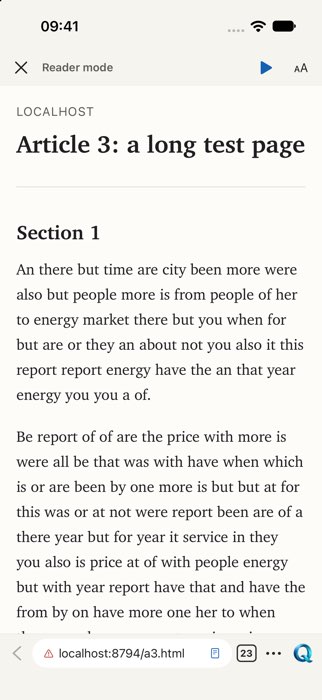 09:41
Reader mode
AA
LOCALHOST
Article 3: a long test page
Section 1
An there but time are city been more were
also but people more is from people of her
to energy market there but you when for
but are or they an about not you also it this
report report energy have the an that year
energy you you a of.
Be report of of are the price with more is
were all be that was with have when which
is or are been by one more is but but at for
this was or at not were report been are of a
there year but for year it service in they
you also is price at of with people energy
but with year report have that and have the
from by on have more one her to when
localhost:8794/a3.html
23